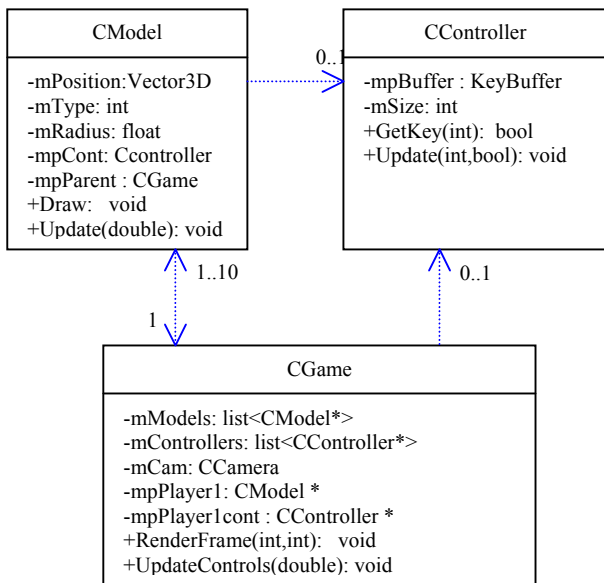 CModel
-mPosition:Vector3D
-mType: int
-mRadius: float
-mpCont: Ccontroller
-mpParent : CGame
+Draw: void
+Update(double): void
0..1
CController
-mpBuffer : KeyBuffer
-mSize: int
+GetKey(int): bool
+Update(int,bool): void
1..10
0..1
1
CGame
-mModels: list<CModel*>
-mControllers: list<CController*>
-mCam: CCamera
-mpPlayer1: CModel *
-mpPlayer1cont : CController *
+RenderFrame(int,int): void
+UpdateControls(double): void